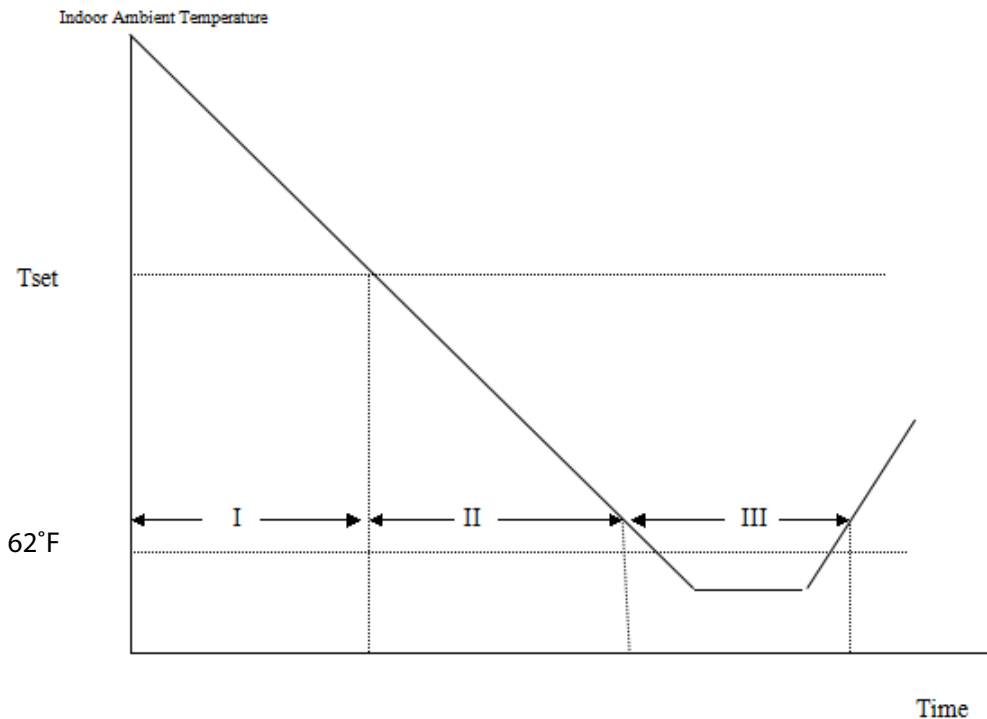 Indoor Ambient Temperature
Tset
I
II
III
62˚F
Time